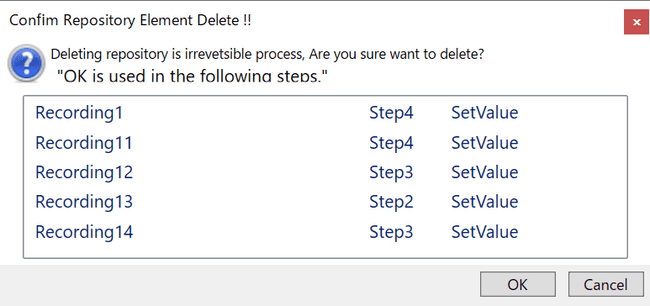 Confim Repository Element Delete !!
Deleting repository is irrevetsible process, Are you sure want to delete?
"OK is used in the following steps."
Recording1 Step4 SetValue
Recording11 Step4 SetValue
Recording12 Step3 SetValue
Recording13 Step2 SetValue
Recording14 Step3 SetValue
OK Cancel